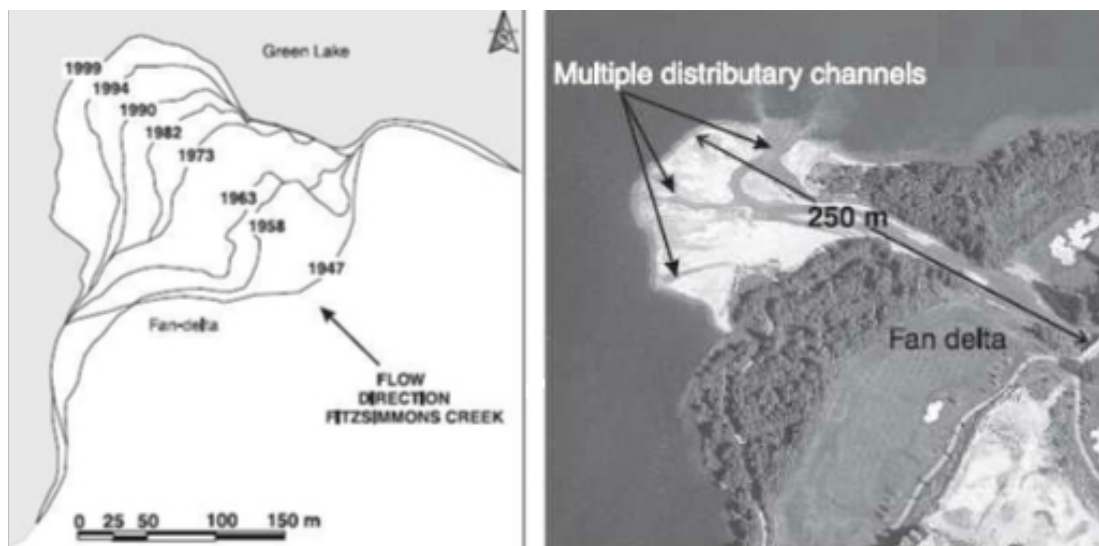 Green Lake
1999
1994
1990
1982
1973
1963
1958
1947
Fan-delta
FLOW
DIRECTION
FITZSIMMONS CREEK
0 25 50 100 150 m
Multiple distributary channels
250 m
Fan delta